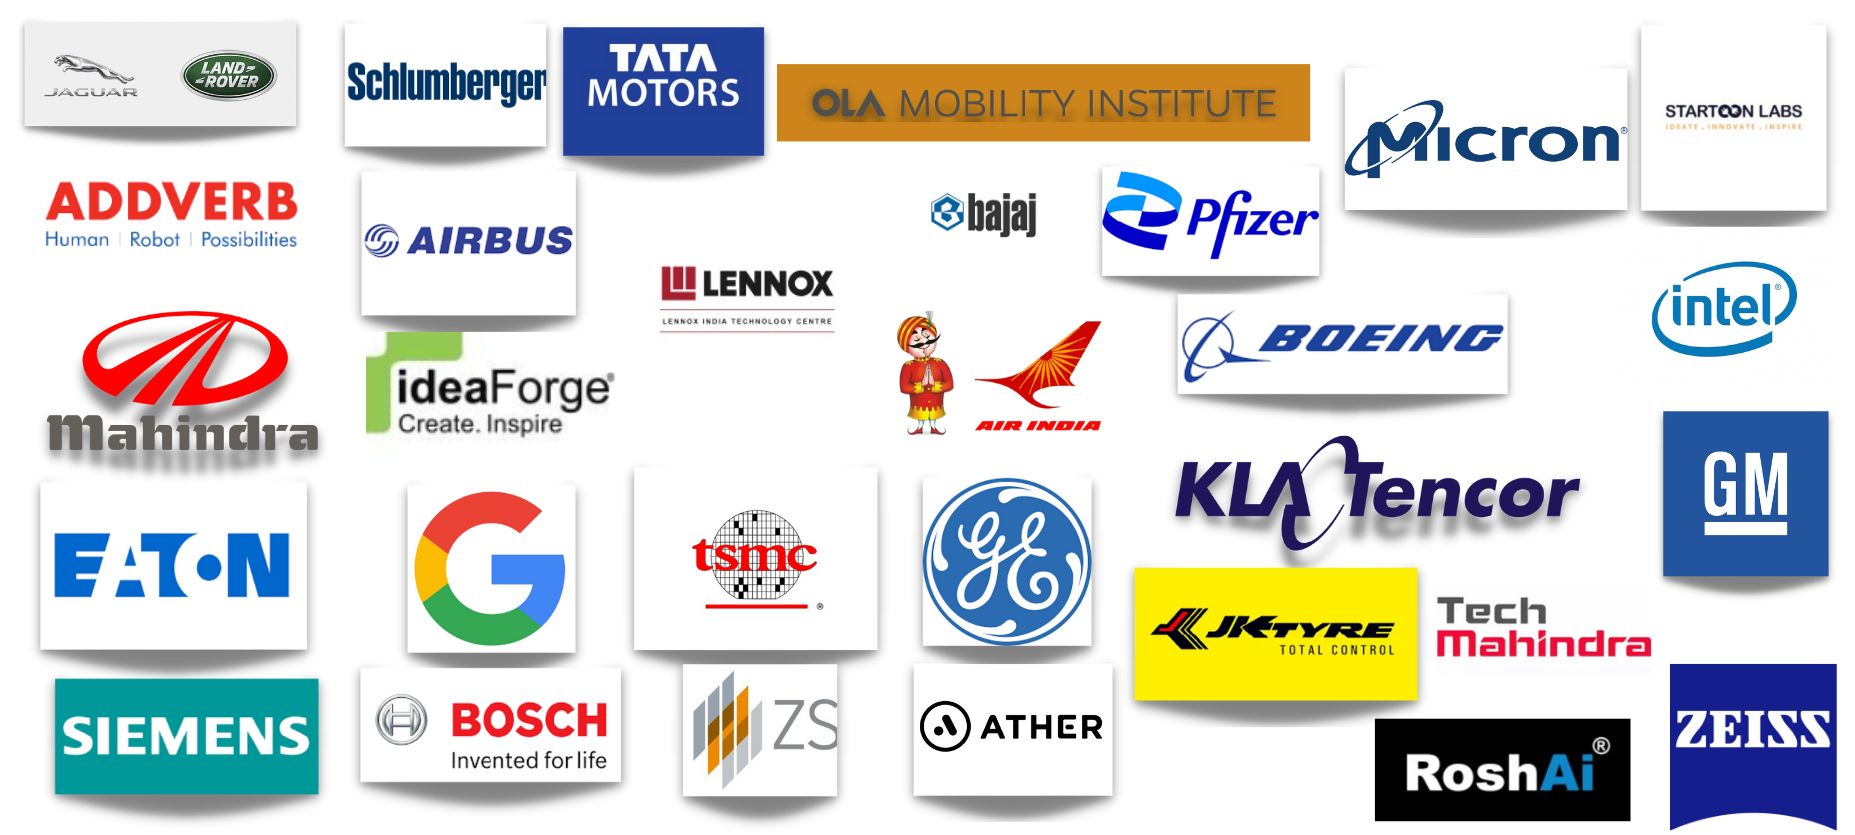 JAGUAR
LAND-
-ROVER
Schlumberger
TATA
MOTORS
OLA MOBILITY INSTITUTE
Micron®
STARTOON LABS
IDEATE . INNOVATE . INSPIRE
ADDVERB
Human | Robot | Possibilities
AIRBUS
bajaj
Pfizer
LENNOX
LENNOX INDIA TECHNOLOGY CENTRE
intel®
Mahindra
ideaForge®
Create. Inspire
AIR INDIA
BOEING
GM
KLA Tencor
EATON
G
tsmc
®
GE
JK TYRE
TOTAL CONTROL
Tech
Mahindra
SIEMENS
BOSCH
Invented for life
ZS
ATHER
RoshAi®
ZEISS